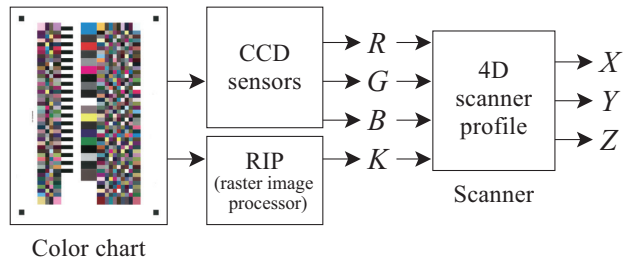 CCD
sensors
RIP
(raster image
processor)
R
G
B
K
4D
scanner
profile
X
Y
Z
Scanner
Color chart